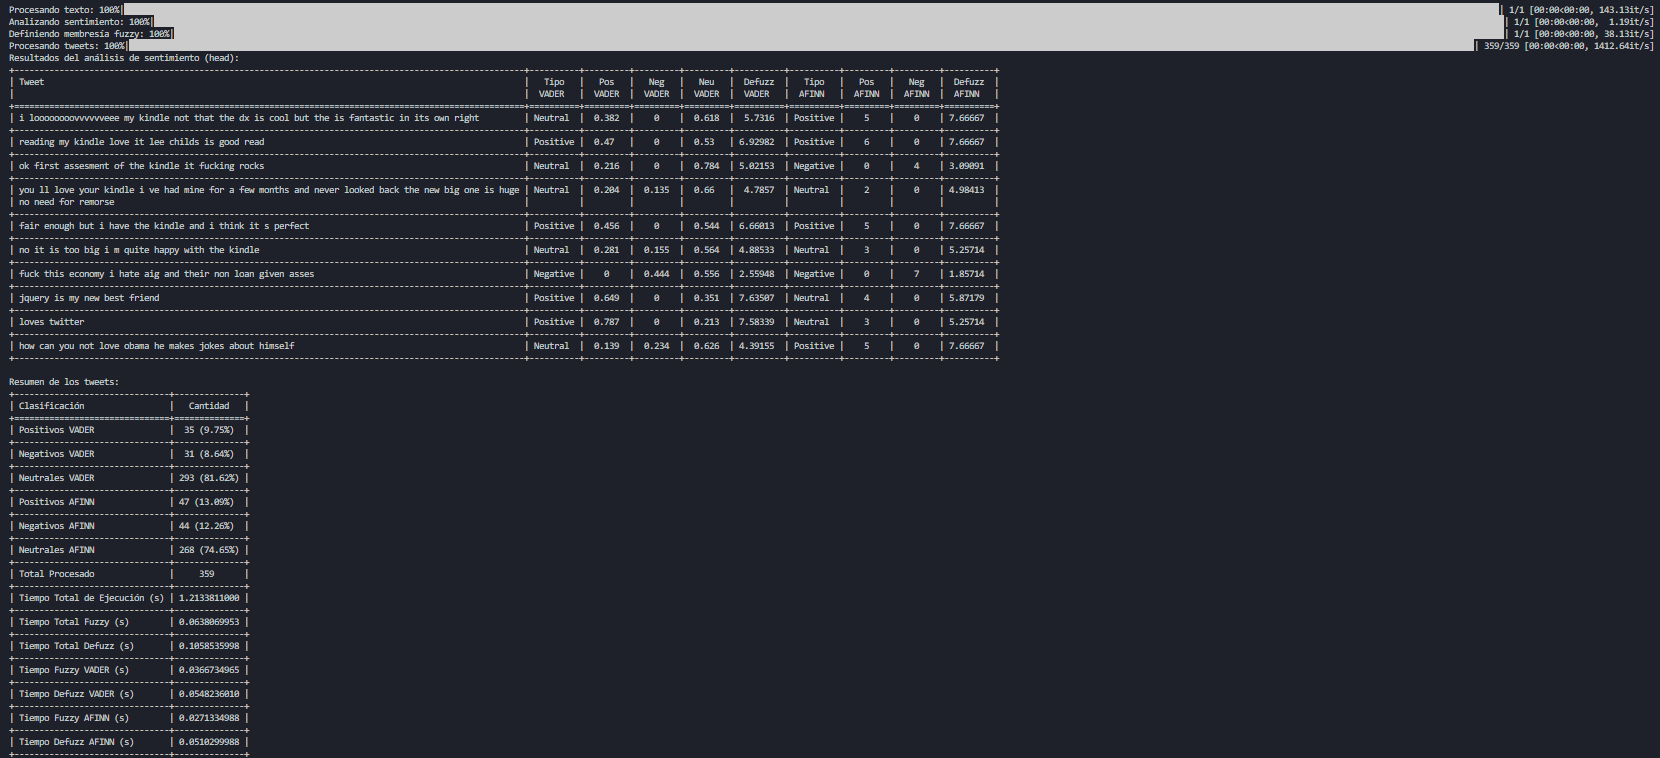 Procesando texto: 100%| | 1/1 [00:00<00:00, 143.13it/s]
Analizando sentimiento: 100%| | 1/1 [00:00<00:00, 1.19it/s]
Definiendo membresía fuzzy: 100%| | 1/1 [00:00<00:00, 38.13it/s]
Procesando tweets: 100%| | 359/359 [00:00<00:00, 1412.64it/s]
Resultados del análisis de sentimiento (head):
| Tweet | Tipo | Pos | Neg | Neu | Defuzz | Tipo | Pos | Neg | Defuzz |
| | VADER | VADER | VADER | VADER | VADER | AFINN | AFINN | AFINN | AFINN |
| i loooooooovvvvvveee my kindle not that the dx is cool but the is fantastic in its own right | Neutral | 0.382 | 0 | 0.618 | 5.7316 | Positive | 5 | 0 | 7.66667 |
| reading my kindle love it lee childs is good read | Positive | 0.47 | 0 | 0.53 | 6.92982 | Positive | 6 | 0 | 7.66667 |
| ok first assesment of the kindle it fucking rocks | Neutral | 0.216 | 0 | 0.784 | 5.02153 | Negative | 0 | 4 | 3.09091 |
| you ll love your kindle i ve had mine for a few months and never looked back the new big one is huge | Neutral | 0.204 | 0.135 | 0.66 | 4.7857 | Neutral | 2 | 0 | 4.98413 |
| no need for remorse | | | | | | | | | |
| fair enough but i have the kindle and i think it s perfect | Positive | 0.456 | 0 | 0.544 | 6.66013 | Positive | 5 | 0 | 7.66667 |
| no it is too big i m quite happy with the kindle | Neutral | 0.281 | 0.155 | 0.564 | 4.88533 | Neutral | 3 | 0 | 5.25714 |
| fuck this economy i hate aig and their non loan given asses | Negative | 0 | 0.444 | 0.556 | 2.55948 | Negative | 0 | 7 | 1.85714 |
| jquery is my new best friend | Positive | 0.649 | 0 | 0.351 | 7.63507 | Neutral | 4 | 0 | 5.87179 |
| loves twitter | Positive | 0.787 | 0 | 0.213 | 7.58339 | Neutral | 3 | 0 | 5.25714 |
| how can you not love obama he makes jokes about himself | Neutral | 0.139 | 0.234 | 0.626 | 4.39155 | Positive | 5 | 0 | 7.66667 |
Resumen de los tweets:
| Clasificación | Cantidad |
| Positivos VADER | 35 (9.75%) |
| Negativos VADER | 31 (8.64%) |
| Neutrales VADER | 293 (81.62%) |
| Positivos AFINN | 47 (13.09%) |
| Negativos AFINN | 44 (12.26%) |
| Neutrales AFINN | 268 (74.65%) |
| Total Procesado | 359 |
| Tiempo Total de Ejecución (s) | 1.2133811000 |
| Tiempo Total Fuzzy (s) | 0.0638069953 |
| Tiempo Total Defuzz (s) | 0.1058535998 |
| Tiempo Fuzzy VADER (s) | 0.0366734965 |
| Tiempo Defuzz VADER (s) | 0.0548236010 |
| Tiempo Fuzzy AFINN (s) | 0.0271334988 |
| Tiempo Defuzz AFINN (s) | 0.0510299988 |